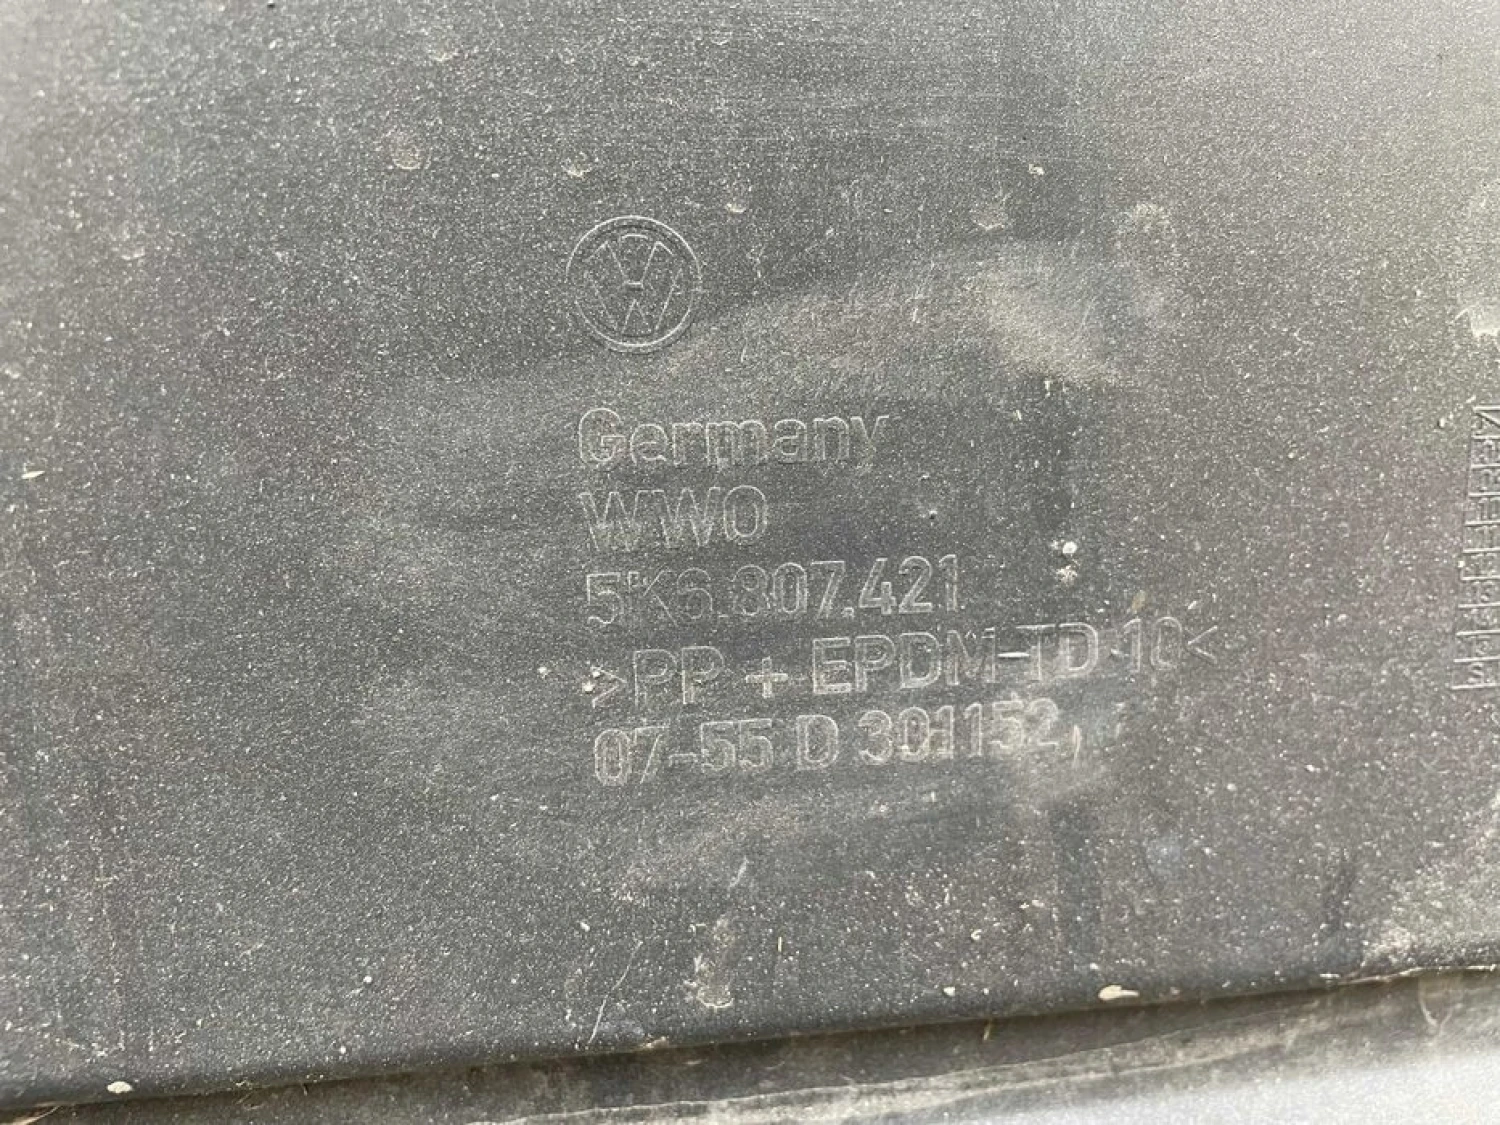 Germany
WWO
5K6.807.421
>PP + EPDM-TD 10<
07-55 D 301152